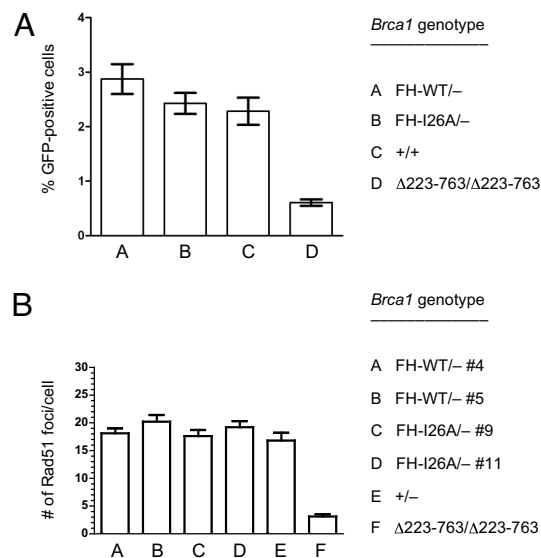 A
% GFP-positive cells
4
3
2
1
0
A B C D
Brca1 genotype
A FH-WT/–
B FH-I26A/–
C +/+
D Δ223-763/Δ223-763
B
# of Rad51 foci/cell
30
25
20
15
10
5
0
A B C D E F
Brca1 genotype
A FH-WT/– #4
B FH-WT/– #5
C FH-I26A/– #9
D FH-I26A/– #11
E +/–
F Δ223-763/Δ223-763